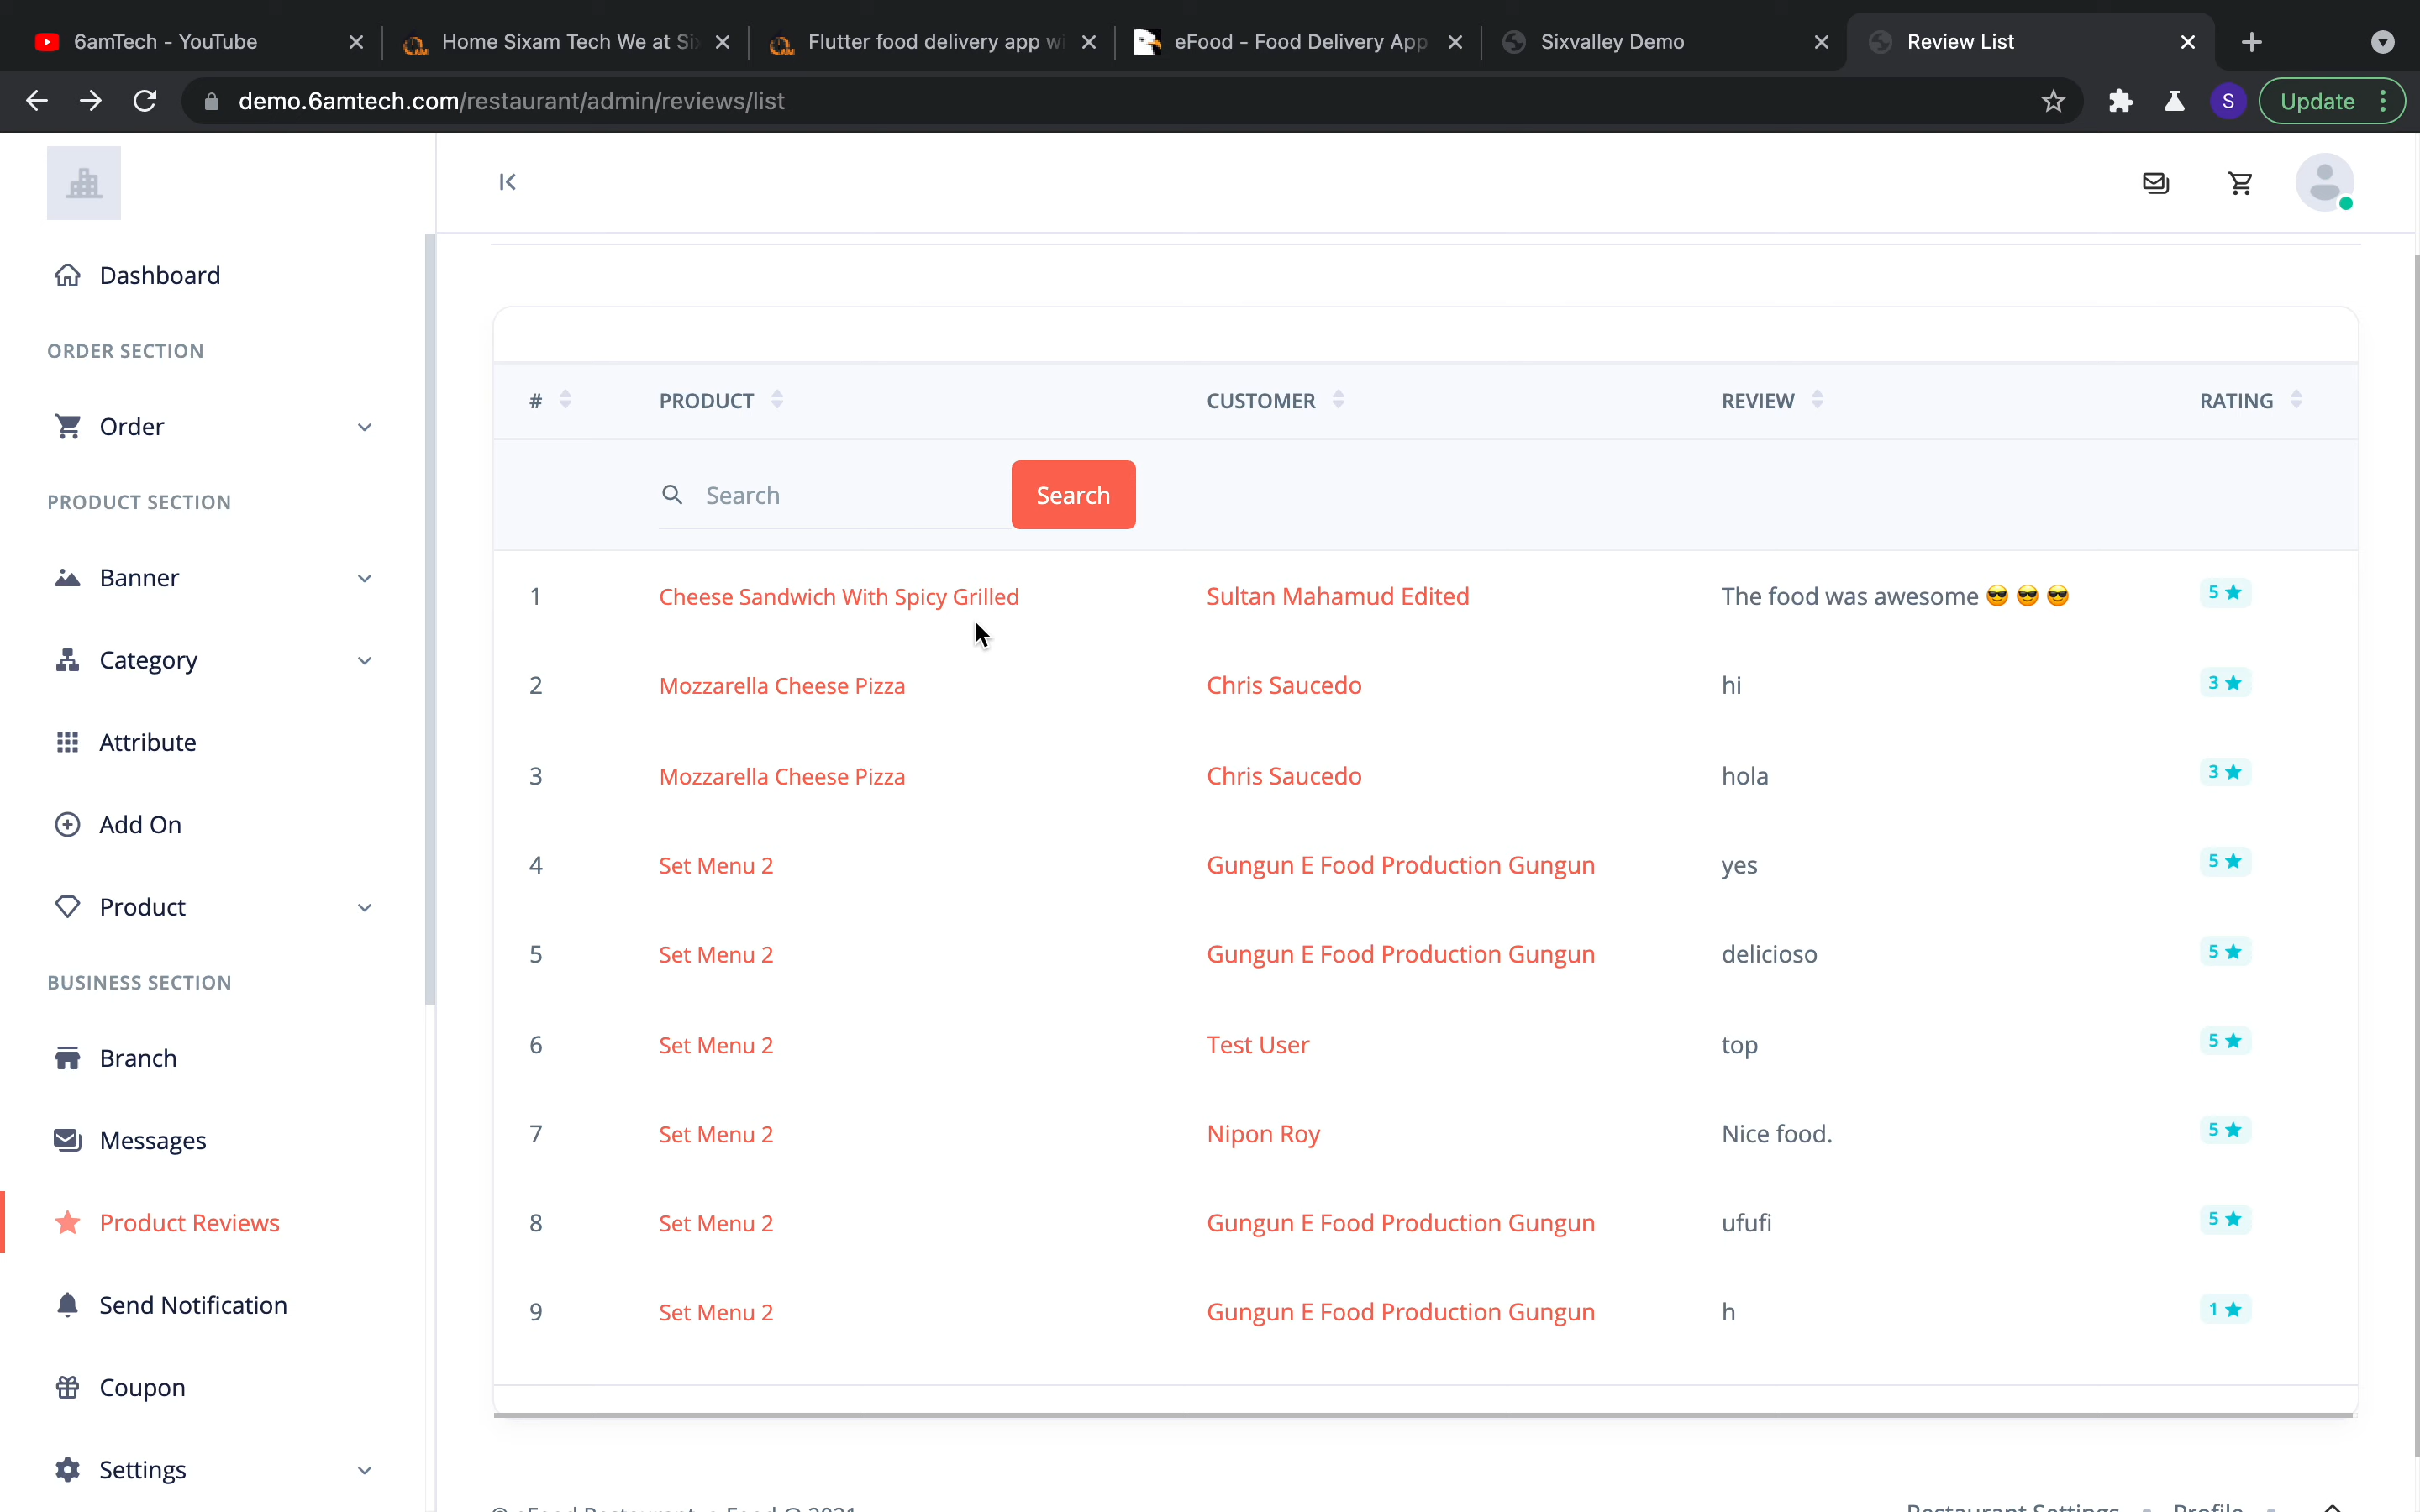 6amTech - YouTube
Home Sixam Tech We at Si
Flutter food delivery app wi
eFood - Food Delivery App
Sixvalley Demo
Review List
demo.6amtech.com/restaurant/admin/reviews/list
S
Update
Dashboard
ORDER SECTION
Order
PRODUCT SECTION
Banner
Category
Attribute
Add On
Product
BUSINESS SECTION
Branch
Messages
Product Reviews
Send Notification
Coupon
Settings
# PRODUCT CUSTOMER REVIEW RATING
Search Search
1 Cheese Sandwich With Spicy Grilled Sultan Mahamud Edited The food was awesome 😎 😎 😎 5 ★
2 Mozzarella Cheese Pizza Chris Saucedo hi 3 ★
3 Mozzarella Cheese Pizza Chris Saucedo hola 3 ★
4 Set Menu 2 Gungun E Food Production Gungun yes 5 ★
5 Set Menu 2 Gungun E Food Production Gungun delicioso 5 ★
6 Set Menu 2 Test User top 5 ★
7 Set Menu 2 Nipon Roy Nice food. 5 ★
8 Set Menu 2 Gungun E Food Production Gungun ufufi 5 ★
9 Set Menu 2 Gungun E Food Production Gungun h 1 ★
Restaurant Settings • Profile •